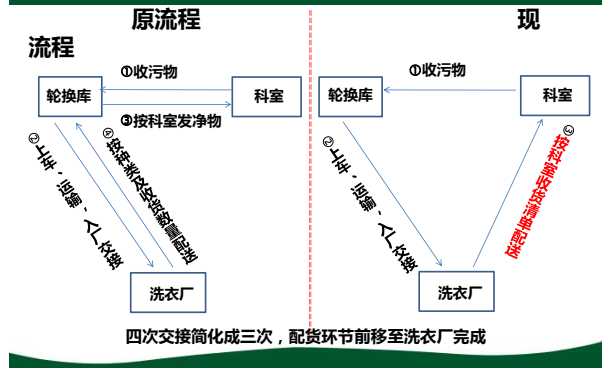 原流程
现
流程
①收污物
轮换库
科室
③按科室发净物
②上车、运输，入厂交接
④按种类及收货数量配送
洗衣厂
①收污物
轮换库
科室
②上车、运输，入厂交接
③按科室收货清单配送
洗衣厂
四次交接简化成三次，配货环节前移至洗衣厂完成